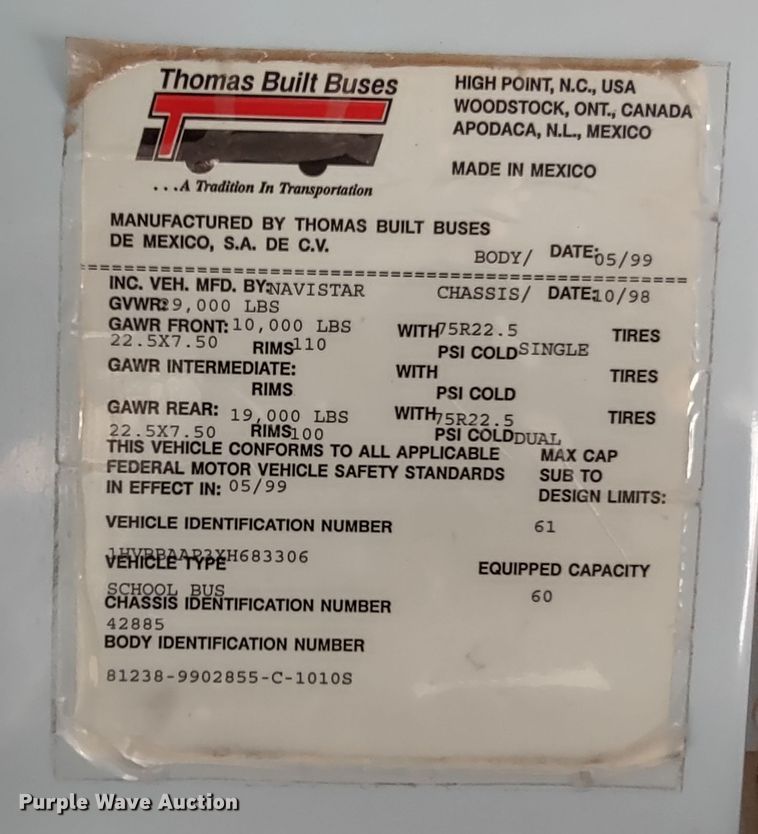 Thomas Built Buses
...A Tradition In Transportation
HIGH POINT, N.C., USA
WOODSTOCK, ONT., CANADA
APODACA, N.L., MEXICO
MADE IN MEXICO
MANUFACTURED BY THOMAS BUILT BUSES
DE MEXICO, S.A. DE C.V.
BODY/ DATE: 05/99
INC. VEH. MFD. BY: NAVISTAR CHASSIS/ DATE: 10/98
GVWR: 29,000 LBS
GAWR FRONT: 10,000 LBS WITH 75R22.5 TIRES
22.5X7.50 RIMS 110 PSI COLD SINGLE
GAWR INTERMEDIATE: WITH TIRES
RIMS PSI COLD
GAWR REAR: 19,000 LBS WITH 75R22.5 TIRES
22.5X7.50 RIMS 100 PSI COLD DUAL
THIS VEHICLE CONFORMS TO ALL APPLICABLE
FEDERAL MOTOR VEHICLE SAFETY STANDARDS
IN EFFECT IN: 05/99
MAX CAP
SUB TO
DESIGN LIMITS:
61
VEHICLE IDENTIFICATION NUMBER
VEHICLE TYPE
SCHOOL BUS
EQUIPPED CAPACITY
60
CHASSIS IDENTIFICATION NUMBER
42885
BODY IDENTIFICATION NUMBER
81238-9902855-C-1010S
Purple Wave Auction